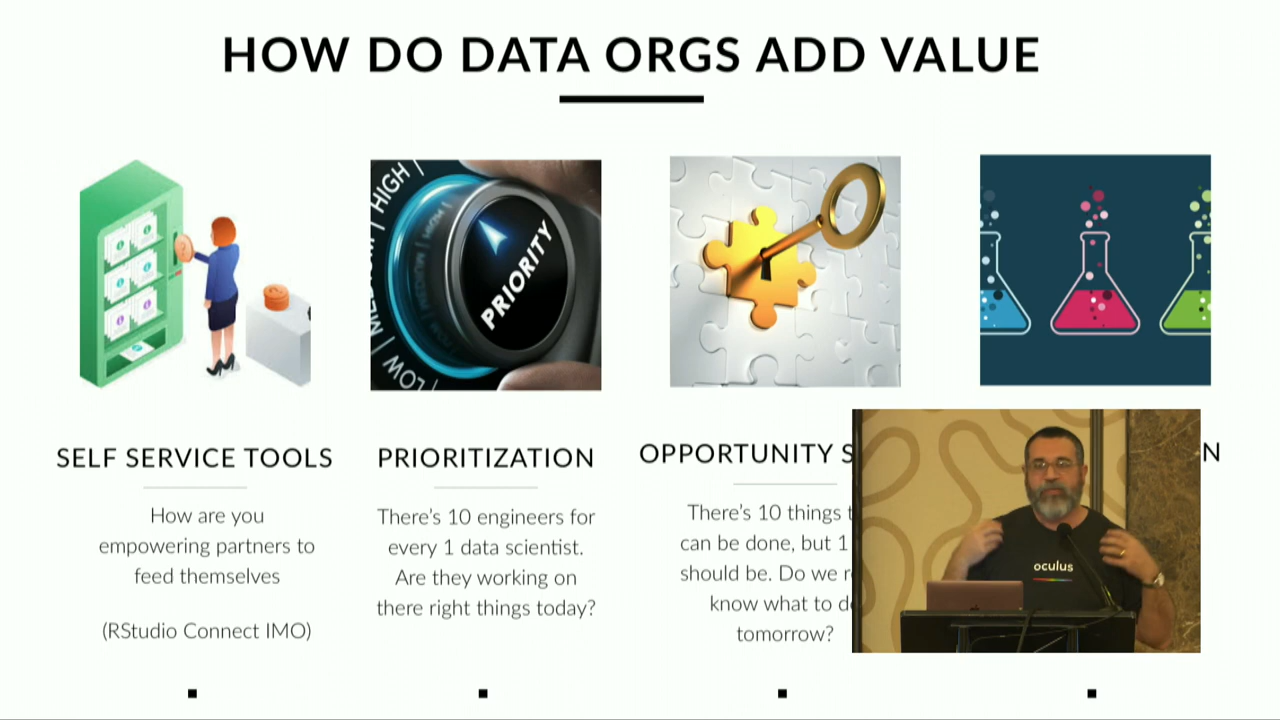 HOW DO DATA ORGS ADD VALUE
HIGH
LOW
PRIORITY
SELF SERVICE TOOLS
How are you
empowering partners to
feed themselves
(RStudio Connect IMO)
PRIORITIZATION
There's 10 engineers for
every 1 data scientist.
Are they working on
there right things today?
OPPORTUNITY S
There's 10 things t
can be done, but 1
should be. Do we r
know what to d
tomorrow?
N
oculus